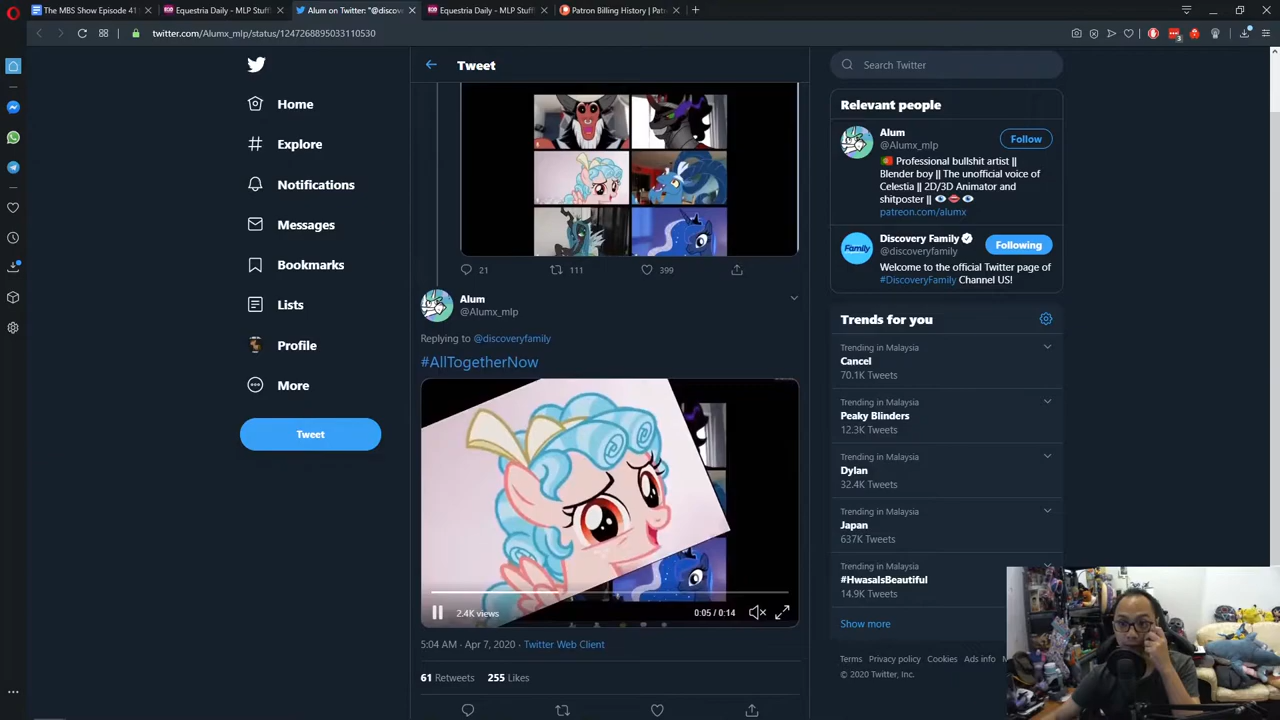 The MBS Show Episode 41
Equestria Daily - MLP Stuff
Alum on Twitter: "@discove
Equestria Daily - MLP Stuff
Patron Billing History | Pat
twitter.com/Alumx_mlp/status/1247268895033110530
3
Home
Explore
Notifications
Messages
Bookmarks
Lists
Profile
More
Tweet
Tweet
21
111
399
Alum
@Alumx_mlp
Replying to @discoveryfamily
#AllTogetherNow
2.4K views
0:05 / 0:14
5:04 AM · Apr 7, 2020 · Twitter Web Client
61 Retweets 255 Likes
Search Twitter
Relevant people
Alum
@Alumx_mlp
Follow
🇵🇹 Professional bullshit artist ||
Blender boy || The unofficial voice of
Celestia || 2D/3D Animator and
shitposter || 👁👄👁
patreon.com/alumx
Family
Discovery Family
@discoveryfamily
Following
Welcome to the official Twitter page of
#DiscoveryFamily Channel US!
Trends for you
Trending in Malaysia
Cancel
70.1K Tweets
Trending in Malaysia
Peaky Blinders
12.3K Tweets
Trending in Malaysia
Dylan
32.4K Tweets
Trending in Malaysia
Japan
637K Tweets
Trending in Malaysia
#HwasaIsBeautiful
14.9K Tweets
Show more
Terms Privacy policy Cookies Ads info
© 2020 Twitter, Inc.